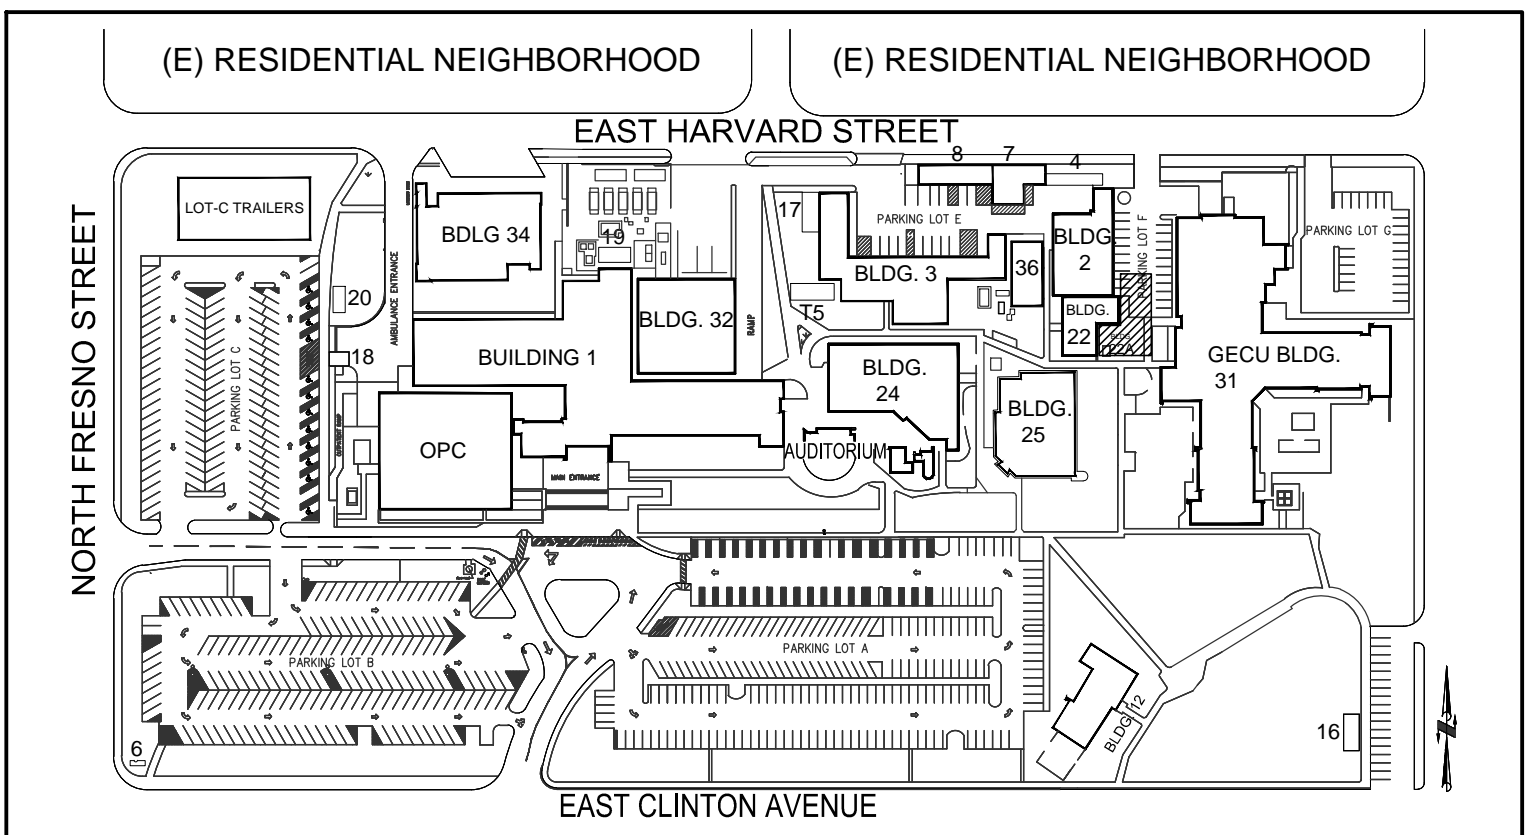 (E) RESIDENTIAL NEIGHBORHOOD
(E) RESIDENTIAL NEIGHBORHOOD
EAST HARVARD STREET
NORTH FRESNO STREET
LOT-C TRAILERS
BDLG 34
19
17
8
7
4
PARKING LOT E
BLDG. 3
36
BLDG.
2
PARKING LOT F
PARKING LOT G
20
AMBULANCE ENTRANCE
BLDG. 32
RAMP
T5
BLDG.
22
BLDG.
22A
18
BUILDING 1
PARKING LOT C
BLDG.
24
GECU BLDG.
31
BLDG.
25
OPC
AUDITORIUM
MAIN ENTRANCE
PARKING LOT B
PARKING LOT A
BLDG. 12
16
6
N
EAST CLINTON AVENUE